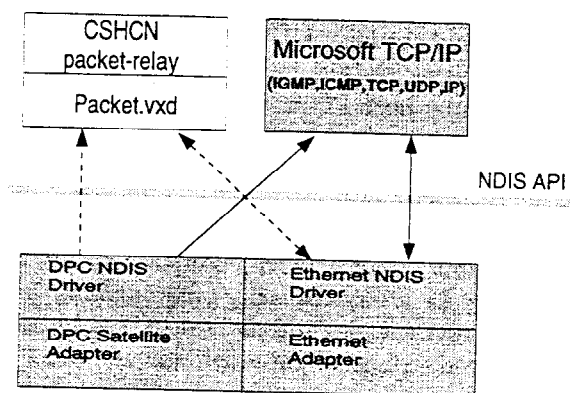 CSHCN
packet-relay
Packet.vxd
Microsoft TCP/IP
(IGMP,ICMP,TCP,UDP,IP)
NDIS API
DPC NDIS
Driver
Ethernet NDIS
Driver
DPC Satellite
Adapter
Ethernet
Adapter